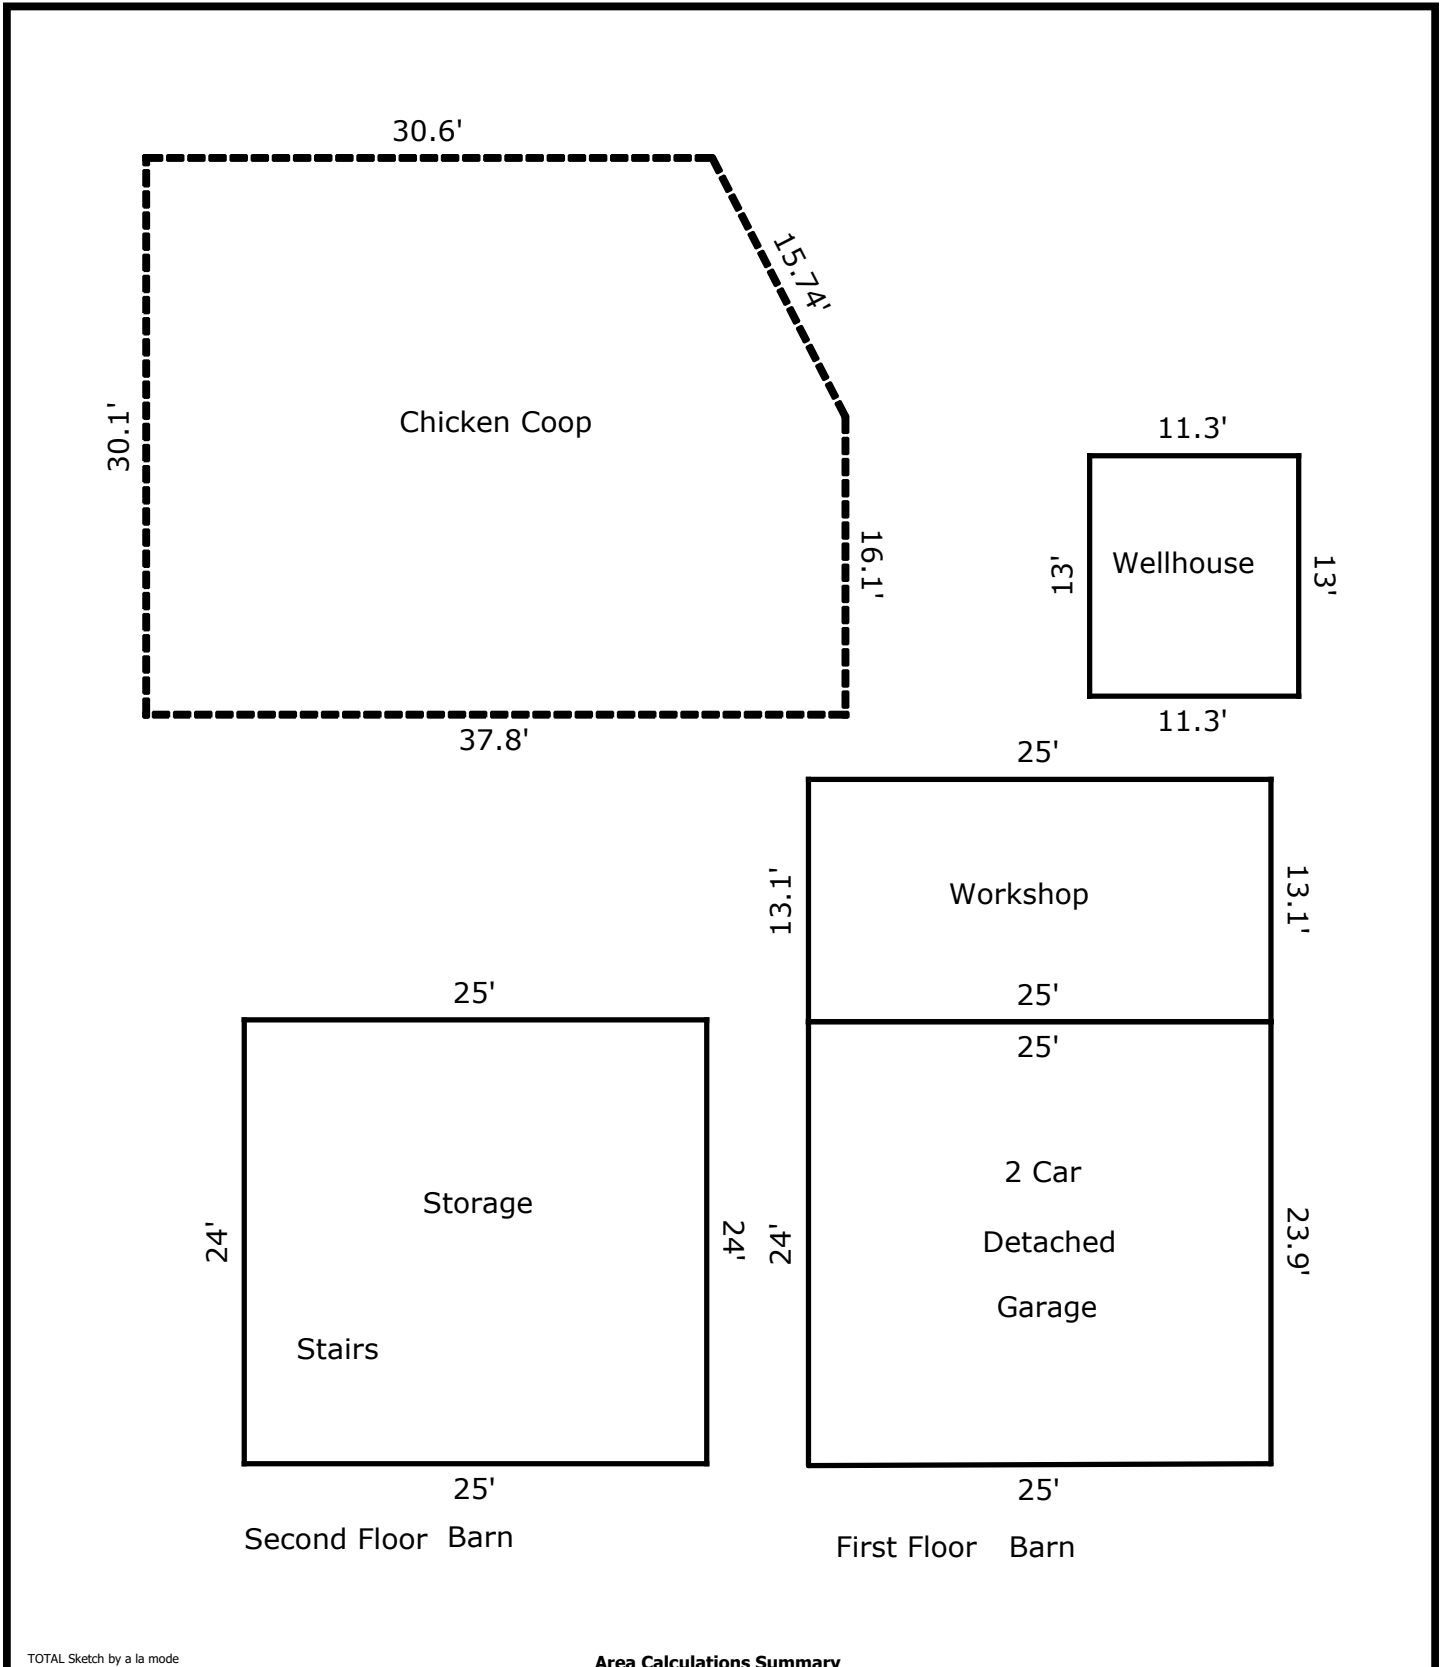 30.6'
15.74'
Chicken Coop
30.1'
16.1'
37.8'
11.3'
13'
Wellhouse
13'
11.3'
25'
13.1'
Workshop
13.1'
25'
25'
25'
24'
Storage
Stairs
24'
25'
24'
2 Car
Detached
Garage
23.9'
25'
Second Floor Barn
First Floor Barn
TOTAL Sketch by a la mode
Area Calculations Summary